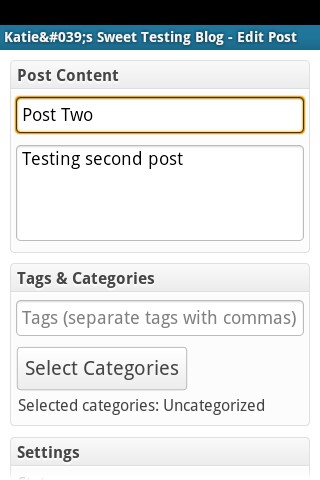 Katie&#039;s Sweet Testing Blog - Edit Post
Post Content
Post Two
Testing second post
Tags & Categories
Tags (separate tags with commas)
Select Categories
Selected categories: Uncategorized
Settings